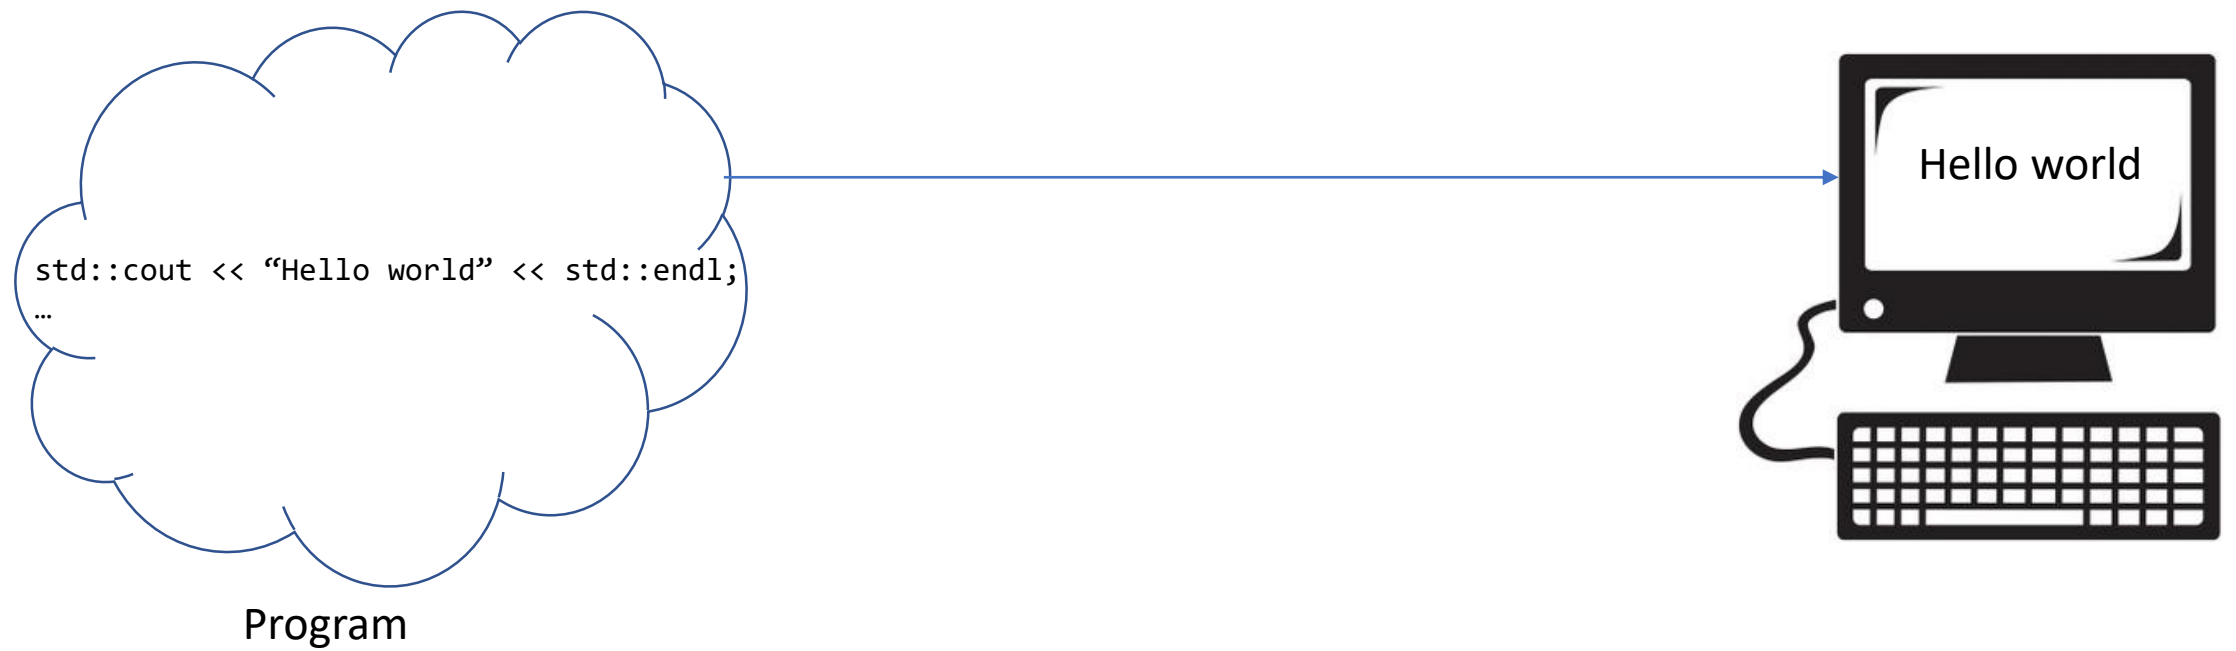 Hello world
std::cout << “Hello world” << std::endl;
…
Program